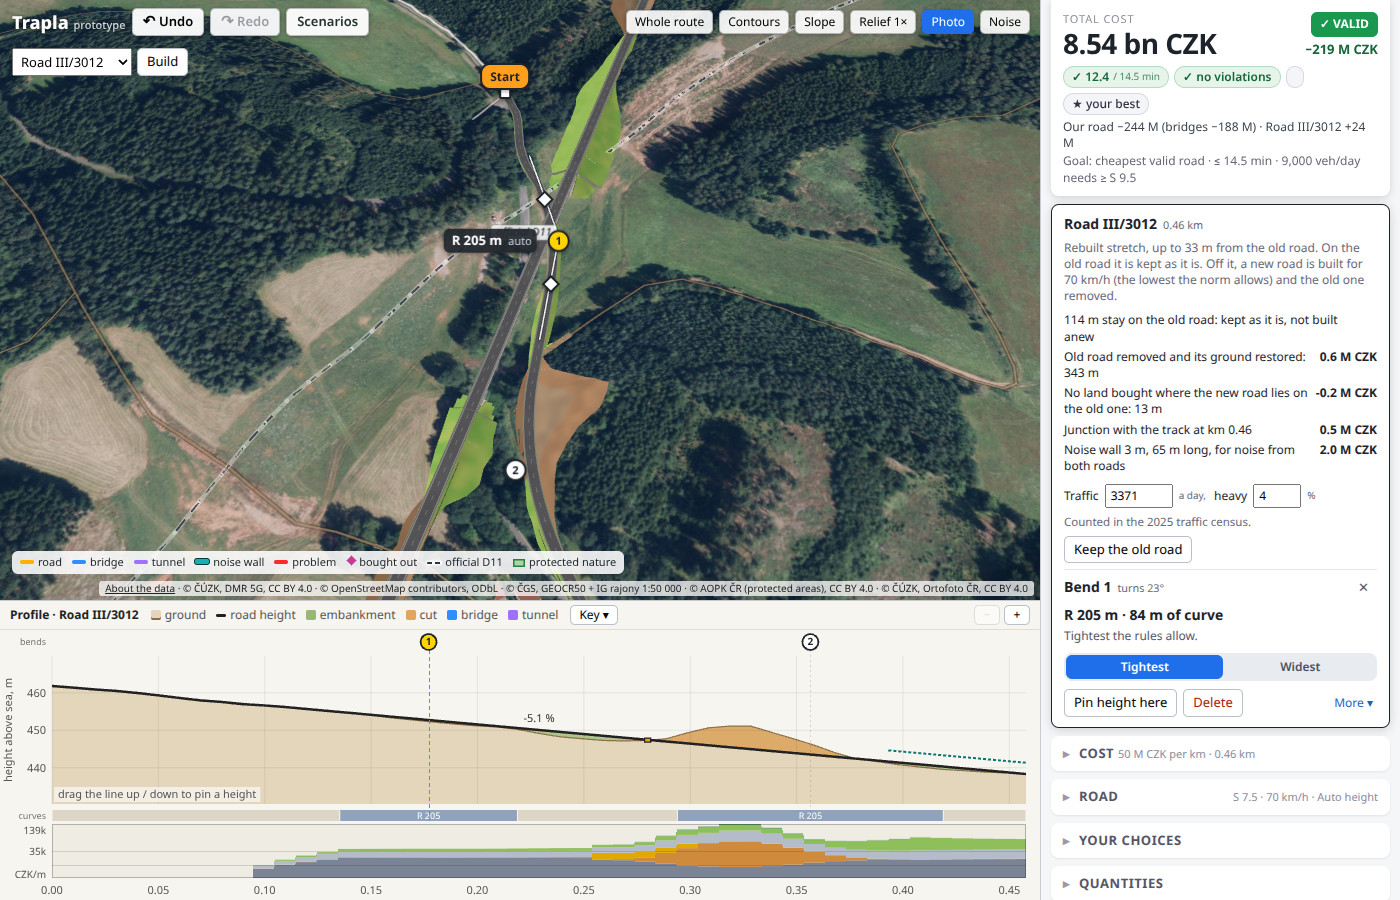 Trapla prototype
↶ Undo
↷ Redo
Scenarios
Whole route
Contours
Slope
Relief 1×
Photo
Noise
Road III/3012
Build
Start
R 205 m auto
1
2
road
bridge
tunnel
noise wall
problem
bought out
official D11
protected nature
About the data · © ČÚZK, DMR 5G, CC BY 4.0 · © OpenStreetMap contributors, ODbL · © ČGS, GEOCR50 + IG rajony 1:50 000 · © AOPK ČR (protected areas), CC BY 4.0 · © ČÚZK, Ortofoto ČR, CC BY 4.0
Profile · Road III/3012
ground
road height
embankment
cut
bridge
tunnel
Key ▾
−
+
bends
1
2
height above sea, m
460
450
440
-5.1 %
drag the line up / down to pin a height
curves
R 205
R 205
139k
35k
CZK/m
0.00
0.05
0.10
0.15
0.20
0.25
0.30
0.35
0.40
0.45
TOTAL COST
8.54 bn CZK
✓ VALID
−219 M CZK
✓ 12.4 / 14.5 min
✓ no violations
★ your best
Our road −244 M (bridges −188 M) · Road III/3012 +24
M
Goal: cheapest valid road · ≤ 14.5 min · 9,000 veh/day
needs ≥ S 9.5
Road III/3012 0.46 km
Rebuilt stretch, up to 33 m from the old road. On the
old road it is kept as it is. Off it, a new road is built for
70 km/h (the lowest the norm allows) and the old one
removed.
114 m stay on the old road: kept as it is, not built
anew
Old road removed and its ground restored: 0.6 M CZK
343 m
No land bought where the new road lies on -0.2 M CZK
the old one: 13 m
Junction with the track at km 0.46 0.5 M CZK
Noise wall 3 m, 65 m long, for noise from 2.0 M CZK
both roads
Traffic 3371 a day, heavy 4 %
Counted in the 2025 traffic census.
Keep the old road
Bend 1 turns 23° ✕
R 205 m · 84 m of curve
Tightest the rules allow.
Tightest
Widest
Pin height here
Delete
More ▾
▸ COST 50 M CZK per km · 0.46 km
▸ ROAD S 7.5 · 70 km/h · Auto height
▸ YOUR CHOICES
▸ QUANTITIES